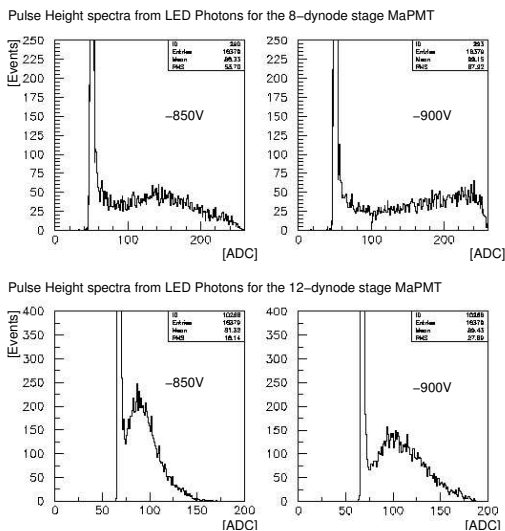 Pulse Height spectra from LED Photons for the 8−dynode stage MaPMT
[Events]
250
225
200
175
150
125
100
75
50
25
0
ID
Entries
Mean
RMS
−850V
0 100 200
[ADC]
250
225
200
175
150
125
100
75
50
25
0
ID
Entries
Mean
RMS
−900V
0 100 200
[ADC]
Pulse Height spectra from LED Photons for the 12−dynode stage MaPMT
[Events]
400
350
300
250
200
150
100
50
0
ID
Entries
Mean
RMS
−850V
0 50 100 150 200
[ADC]
400
350
300
250
200
150
100
50
0
ID
Entries
Mean
RMS
−900V
0 50 100 150 200
[ADC]